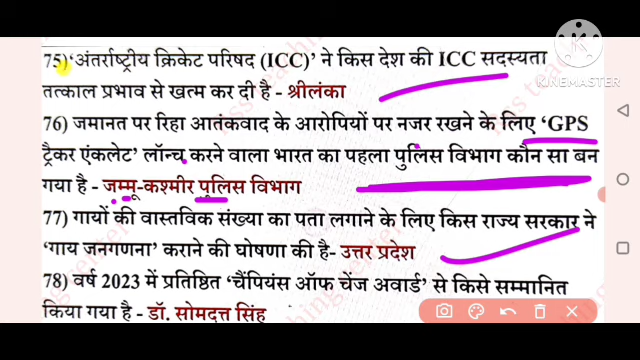 75)'अंतर्राष्ट्रीय क्रिकेट परिषद (ICC)' ने किस देश की ICC सदस्यता
तत्काल प्रभाव से खत्म कर दी है - श्रीलंका
76) जमानत पर रिहा आतंकवाद के आरोपियों पर नजर रखने के लिए 'GPS
ट्रैकर एंकलेट' लॉन्च करने वाला भारत का पहला पुलिस विभाग कौन सा बन
गया है - जम्मू-कश्मीर पुलिस विभाग
77) गायों की वास्तविक संख्या का पता लगाने के लिए किस राज्य सरकार ने
'गाय जनगणना' कराने की घोषणा की है- उत्तर प्रदेश
78) वर्ष 2023 में प्रतिष्ठित 'चैंपियंस ऑफ चेंज अवार्ड' से किसे सम्मानित
किया गया है - डॉ. सोमदत्त सिंह
KINEMASTER